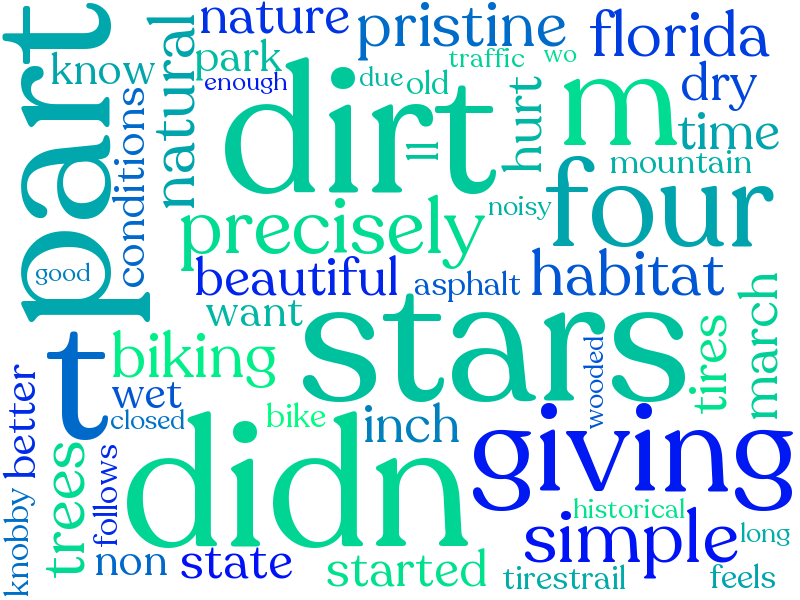 part
know
conditions
natural
nature
park
enough
pristine
traffic
wo
florida
due
old
dirt
ll
hurt
m
dry
time
mountain
four
noisy
precisely
good
beautiful
asphalt
habitat
want
stars
t
biking
wet
closed
bike
inch
wooded
tires
march
knobby
better
trees
follows
didn
giving
historical
simple
long
non
state
started
tirestrail
feels